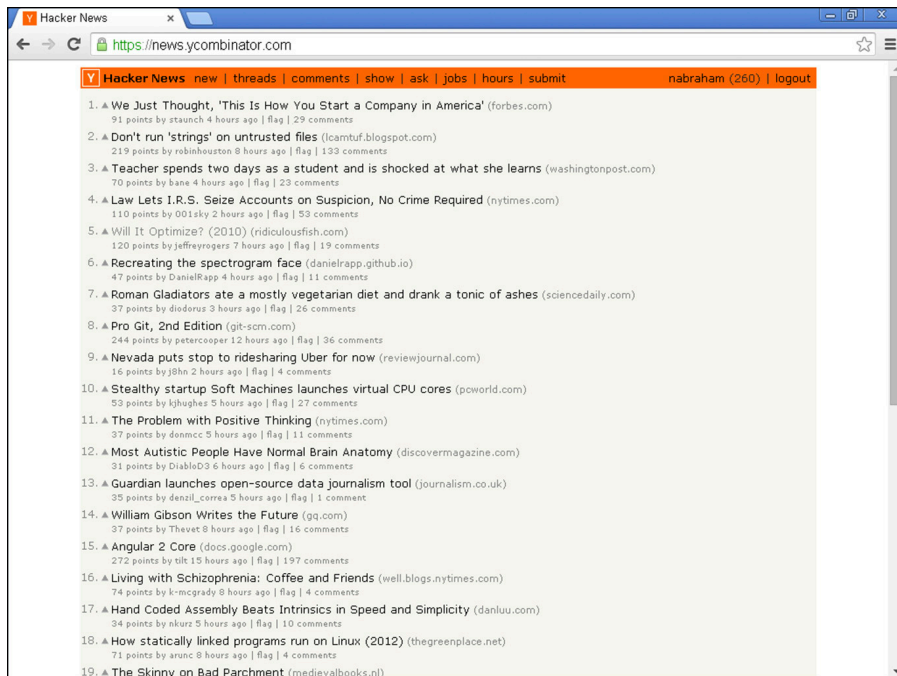 Hacker News
https://news.ycombinator.com
Y Hacker News new | threads | comments | show | ask | jobs | hours | submit nabraham (260) | logout
1. We Just Thought, 'This Is How You Start a Company in America' (forbes.com)
91 points by staunch 4 hours ago | flag | 29 comments
2. Don't run 'strings' on untrusted files (lcamtuf.blogspot.com)
219 points by robinhouston 8 hours ago | flag | 133 comments
3. Teacher spends two days as a student and is shocked at what she learns (washingtonpost.com)
70 points by bane 4 hours ago | flag | 23 comments
4. Law Lets I.R.S. Seize Accounts on Suspicion, No Crime Required (nytimes.com)
110 points by 001sky 2 hours ago | flag | 53 comments
5. Will It Optimize? (2010) (ridiculousfish.com)
120 points by jeffreyrogers 7 hours ago | flag | 19 comments
6. Recreating the spectrogram face (danielrapp.github.io)
47 points by DanielRapp 4 hours ago | flag | 11 comments
7. Roman Gladiators ate a mostly vegetarian diet and drank a tonic of ashes (sciencedaily.com)
37 points by diodorus 3 hours ago | flag | 26 comments
8. Pro Git, 2nd Edition (git-scm.com)
244 points by petercooper 12 hours ago | flag | 36 comments
9. Nevada puts stop to ridesharing Uber for now (reviewjournal.com)
16 points by j8hn 2 hours ago | flag | 4 comments
10. Stealthy startup Soft Machines launches virtual CPU cores (pcworld.com)
53 points by kjhughes 5 hours ago | flag | 27 comments
11. The Problem with Positive Thinking (nytimes.com)
37 points by donmcc 5 hours ago | flag | 11 comments
12. Most Autistic People Have Normal Brain Anatomy (discovermagazine.com)
31 points by DiabloD3 6 hours ago | flag | 6 comments
13. Guardian launches open-source data journalism tool (journalism.co.uk)
35 points by denzil_correa 5 hours ago | flag | 1 comment
14. William Gibson Writes the Future (gq.com)
37 points by Thevet 8 hours ago | flag | 16 comments
15. Angular 2 Core (docs.google.com)
272 points by tilt 15 hours ago | flag | 197 comments
16. Living with Schizophrenia: Coffee and Friends (well.blogs.nytimes.com)
74 points by k-mcgrady 8 hours ago | flag | 4 comments
17. Hand Coded Assembly Beats Intrinsics in Speed and Simplicity (danluu.com)
34 points by nkurz 5 hours ago | flag | 10 comments
18. How statically linked programs run on Linux (2012) (thegreenplace.net)
71 points by arunc 8 hours ago | flag | 4 comments
19. The Skinny on Bad Parchment (medievalbooks.nl)